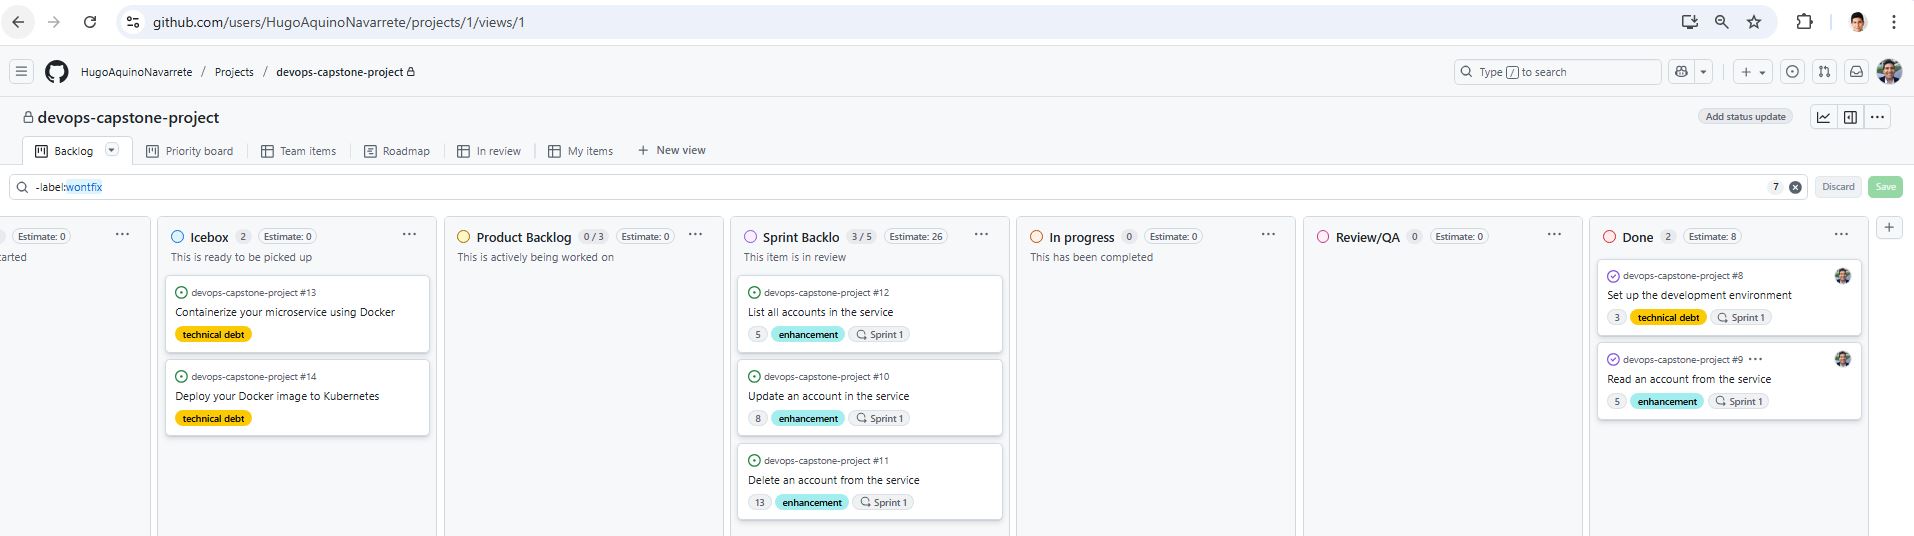 github.com/users/HugoAquinoNavarrete/projects/1/views/1
HugoAquinoNavarrete / Projects / devops-capstone-project
Type / to search
devops-capstone-project
Add status update
Backlog
Priority board
Team items
Roadmap
In review
My items
+ New view
-label:wontfix
7
Discard
Save
Estimate: 0
tarted
Icebox 2 Estimate: 0
This is ready to be picked up
devops-capstone-project #13
Containerize your microservice using Docker
technical debt
devops-capstone-project #14
Deploy your Docker image to Kubernetes
technical debt
Product Backlog 0 / 3 Estimate: 0
This is actively being worked on
Sprint Backlo 3 / 5 Estimate: 26
This item is in review
devops-capstone-project #12
List all accounts in the service
5 enhancement Sprint 1
devops-capstone-project #10
Update an account in the service
8 enhancement Sprint 1
devops-capstone-project #11
Delete an account from the service
13 enhancement Sprint 1
In progress 0 Estimate: 0
This has been completed
Review/QA 0 Estimate: 0
Done 2 Estimate: 8
devops-capstone-project #8
Set up the development environment
3 technical debt Sprint 1
devops-capstone-project #9
Read an account from the service
5 enhancement Sprint 1